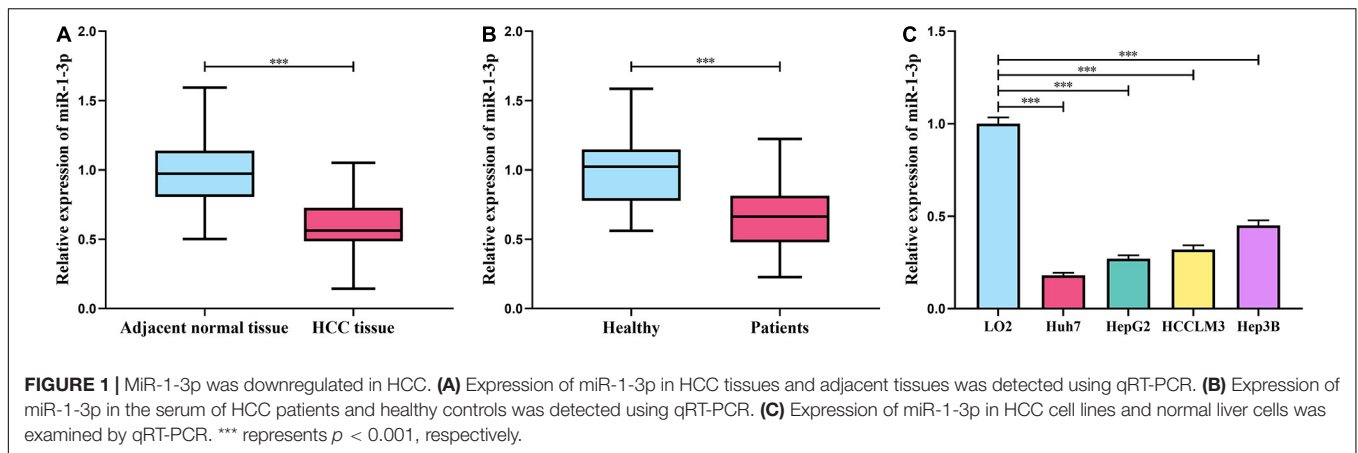 A
Relative expression of miR-1-3p
2.0
1.5
1.0
0.5
0.0
***
Adjacent normal tissue
HCC tissue
B
Relative expression of miR-1-3p
2.0
1.5
1.0
0.5
0.0
***
Healthy
Patients
C
Relative expression of miR-1-3p
1.5
1.0
0.5
0.0
***
***
***
***
LO2
Huh7
HepG2
HCCLM3
Hep3B
FIGURE 1 | MiR-1-3p was downregulated in HCC. (A) Expression of miR-1-3p in HCC tissues and adjacent tissues was detected using qRT-PCR. (B) Expression of
miR-1-3p in the serum of HCC patients and healthy controls was detected using qRT-PCR. (C) Expression of miR-1-3p in HCC cell lines and normal liver cells was
examined by qRT-PCR. *** represents p < 0.001, respectively.